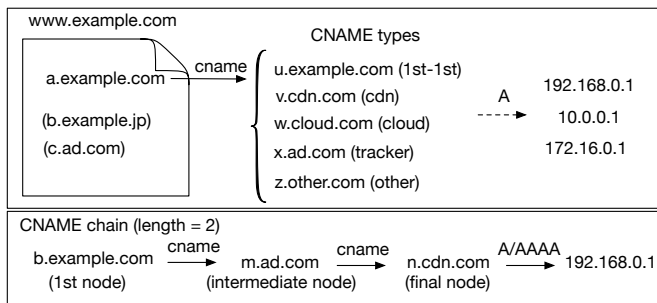 www.example.com
CNAME types
a.example.com
cname
u.example.com (1st-1st)
v.cdn.com (cdn)
w.cloud.com (cloud)
x.ad.com (tracker)
z.other.com (other)
(b.example.jp)
(c.ad.com)
A
192.168.0.1
10.0.0.1
172.16.0.1
CNAME chain (length = 2)
b.example.com
(1st node)
cname
m.ad.com
(intermediate node)
cname
n.cdn.com
(final node)
A/AAAA
192.168.0.1